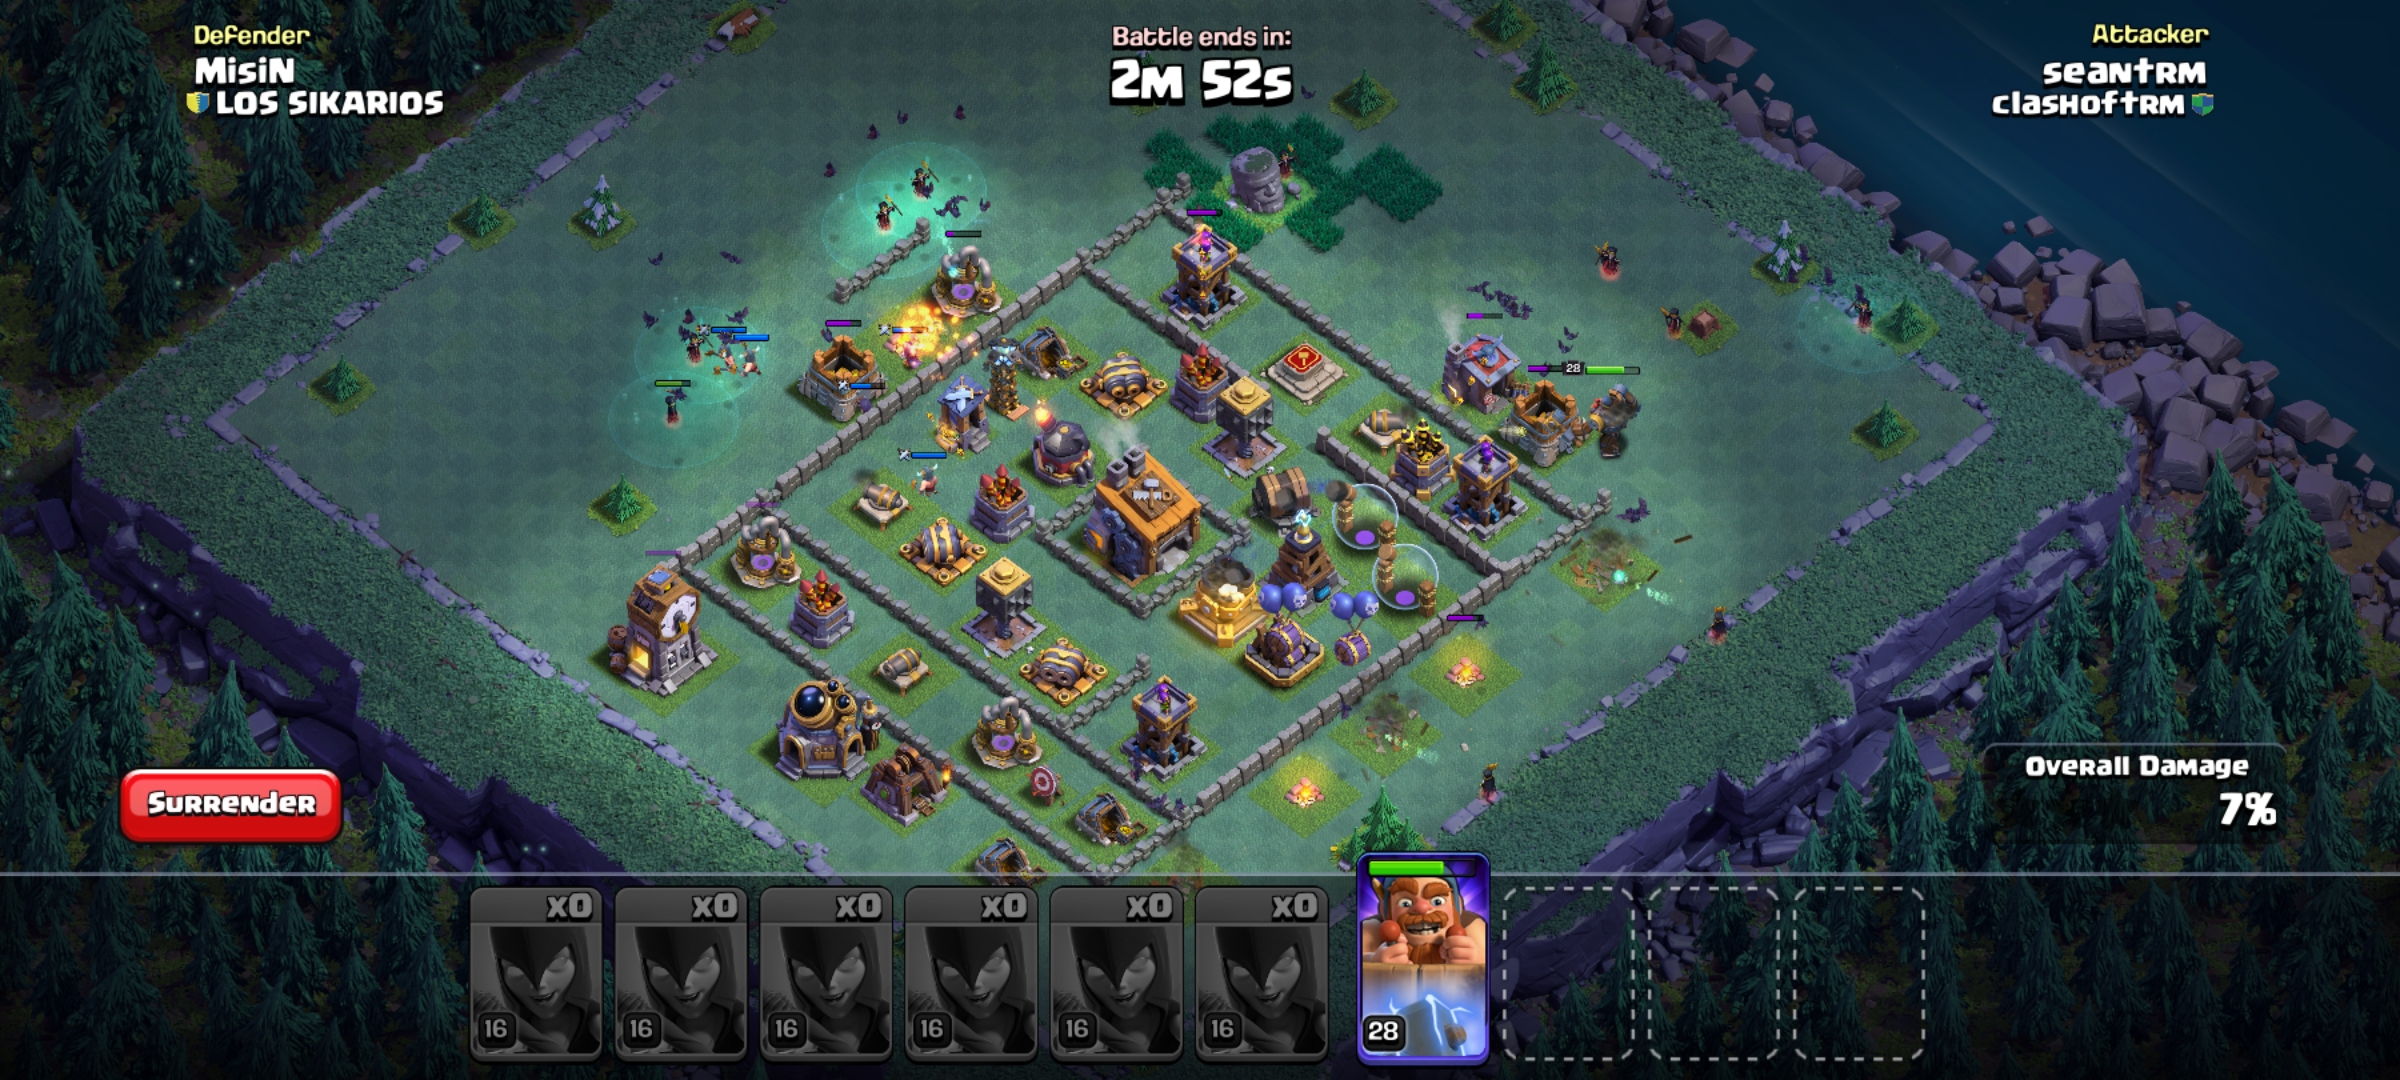 Defender
MisiN
LOS SIKARIOS
Battle ends in:
2M 52s
Attacker
seantRM
clashoftRM
28
Overall Damage
7%
Surrender
x0
x0
x0
x0
x0
x0
16
16
16
16
16
16
28